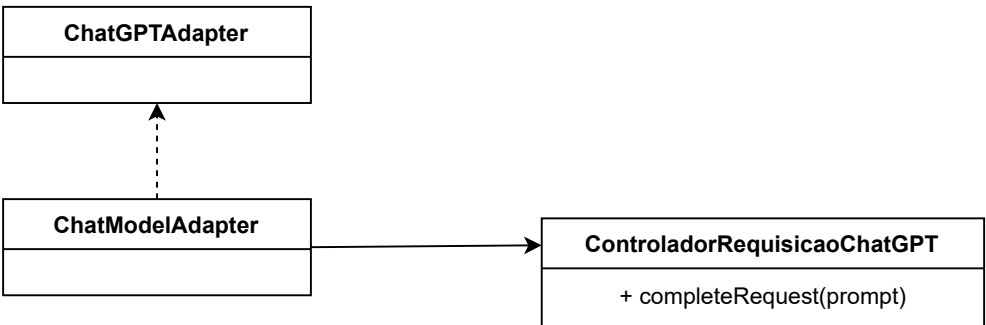 ChatGPTAdapter
ChatModelAdapter
ControladorRequisicaoChatGPT
+ completeRequest(prompt)